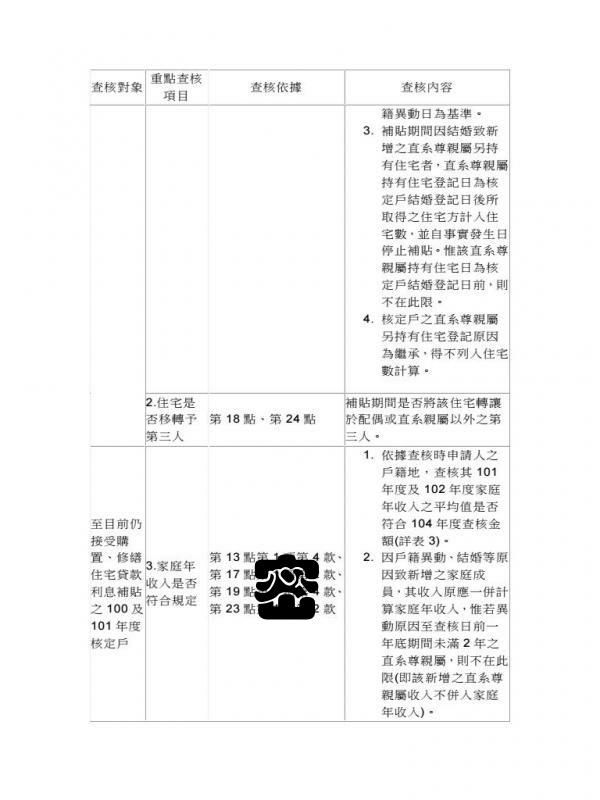 查核對象
重點查核
項目
查核依據
查核內容
籍異動日為基準。
3. 補貼期間因結婚致新
增之直系尊親屬另持
有住宅者，直系尊親屬
持有住宅登記日為核
定戶結婚登記日後所
取得之住宅方計入住
宅數，並自事實發生日
停止補貼。惟該直系尊
親屬持有住宅日為核
定戶結婚登記日前，則
不在此限。
4. 核定戶之直系尊親屬
另持有住宅登記原因
為繼承，得不列入住宅
數計算。
2.住宅是
否移轉予
第三人
第 18 點、第 24 點
補貼期間是否將該住宅轉讓
於配偶或直系親屬以外之第
三人。
至目前仍
接受購
置、修繕
住宅貸款
利息補貼
之 100 及
101 年度
核定戶
3.家庭年
收入是否
符合規定
第 13 點第 第 4 款、
第 17 點 款、
第 19 點 款、
第 23 點 款
1. 依據查核時申請人之
戶籍地，查核其 101
年度及 102 年度家庭
年收入之平均值是否
符合 104 年度查核金
額(詳表 3)。
2. 因戶籍異動、結婚等原
因致新增之家庭成
員，其收入原應一併計
算家庭年收入，惟若異
動原因至查核日前一
年底期間未滿 2 年之
直系尊親屬，則不在此
限(即該新增之直系尊
親屬收入不併入家庭
年收入)。